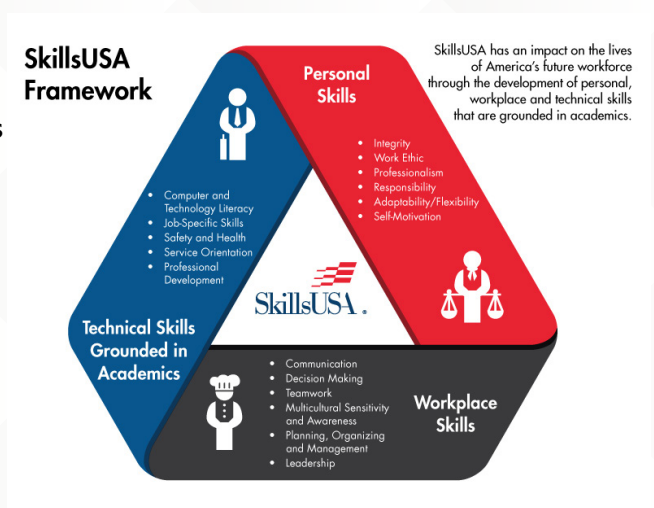 SkillsUSA
Framework
SkillsUSA has an impact on the lives
of America's future workforce
through the development of personal,
workplace and technical skills
that are grounded in academics.
s
Personal
Skills
• Integrity
• Work Ethic
• Professionalism
• Responsibility
• Adaptability/Flexibility
• Self-Motivation
• Computer and
Technology Literacy
• Job-Specific Skills
• Safety and Health
• Service Orientation
• Professional
Development
SkillsUSA®
Technical Skills
Grounded in
Academics
• Communication
• Decision Making
• Teamwork
• Multicultural Sensitivity
and Awareness
• Planning, Organizing
and Management
• Leadership
Workplace
Skills